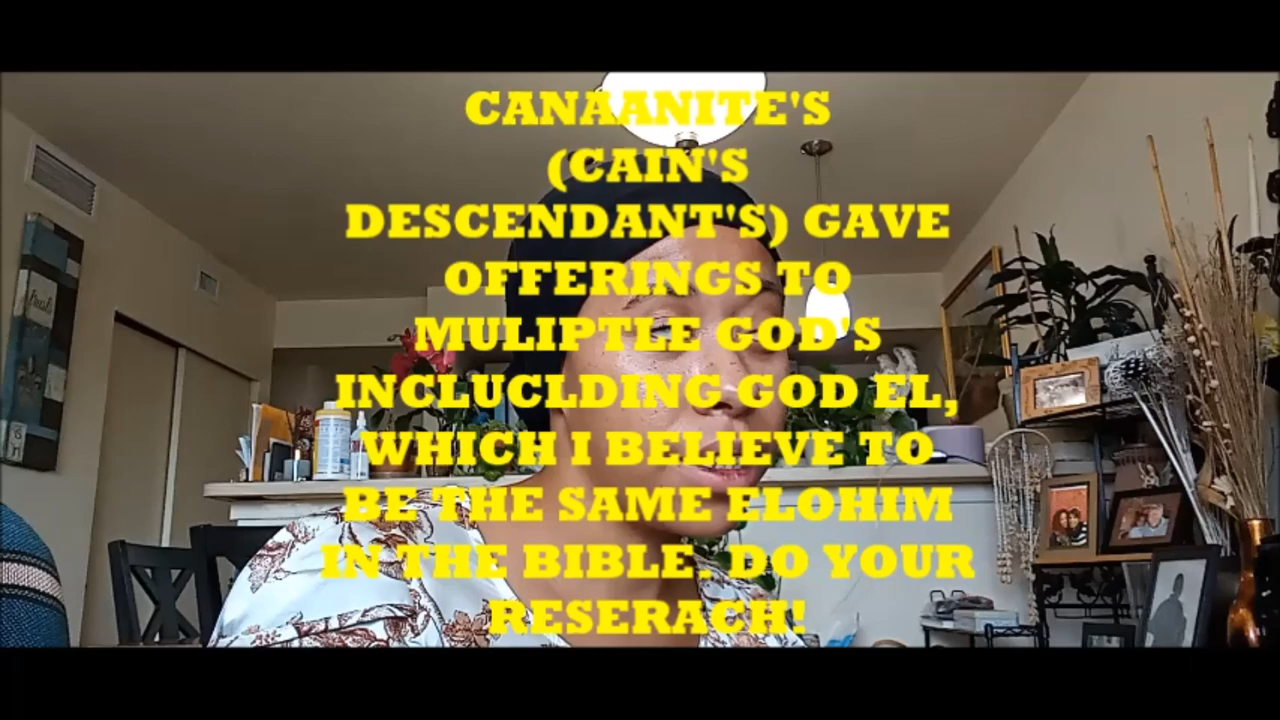 CANAANITE'S
(CAIN'S
DESCENDANT'S) GAVE
OFFERINGS TO
MULIPTLE GOD'S
INCLUCLDING GOD EL,
WHICH I BELIEVE TO
BE THE SAME ELOHIM
IN THE BIBLE. DO YOUR
RESERACH!